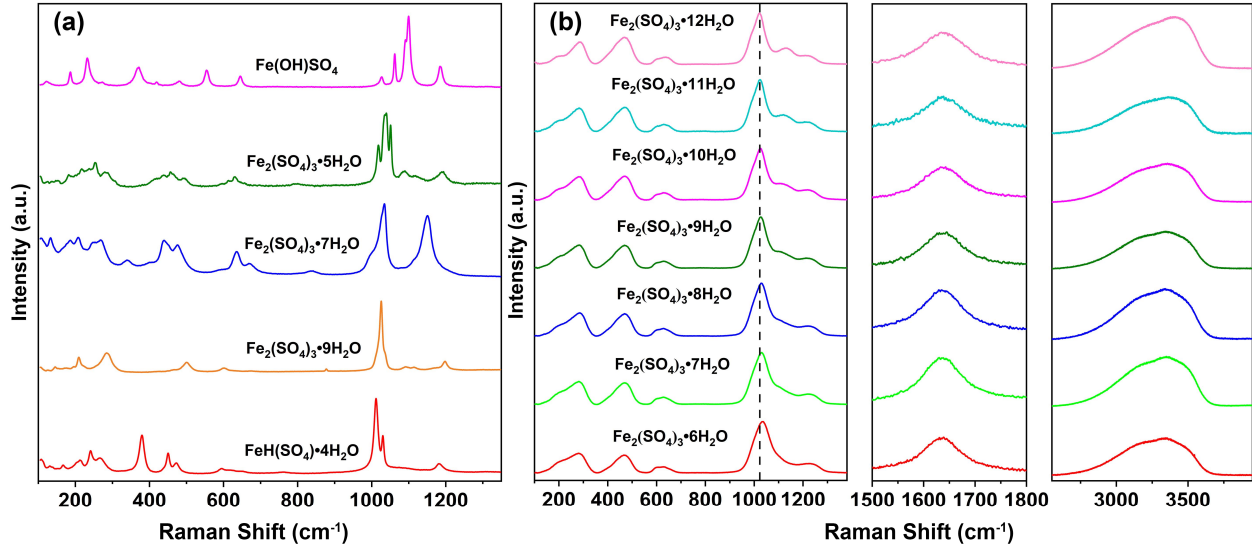 (a)
Fe(OH)SO₄
Fe₂(SO₄)₃•5H₂O
Fe₂(SO₄)₃•7H₂O
Fe₂(SO₄)₃•9H₂O
FeH(SO₄)•4H₂O
Intensity (a.u.)
200 400 600 800 1000 1200
Raman Shift (cm⁻¹)
(b)
Fe₂(SO₄)₃•12H₂O
Fe₂(SO₄)₃•11H₂O
Fe₂(SO₄)₃•10H₂O
Fe₂(SO₄)₃•9H₂O
Fe₂(SO₄)₃•8H₂O
Fe₂(SO₄)₃•7H₂O
Fe₂(SO₄)₃•6H₂O
Intensity (a.u.)
200 400 600 800 1000 1200
1500 1600 1700 1800
3000 3500
Raman Shift (cm⁻¹)